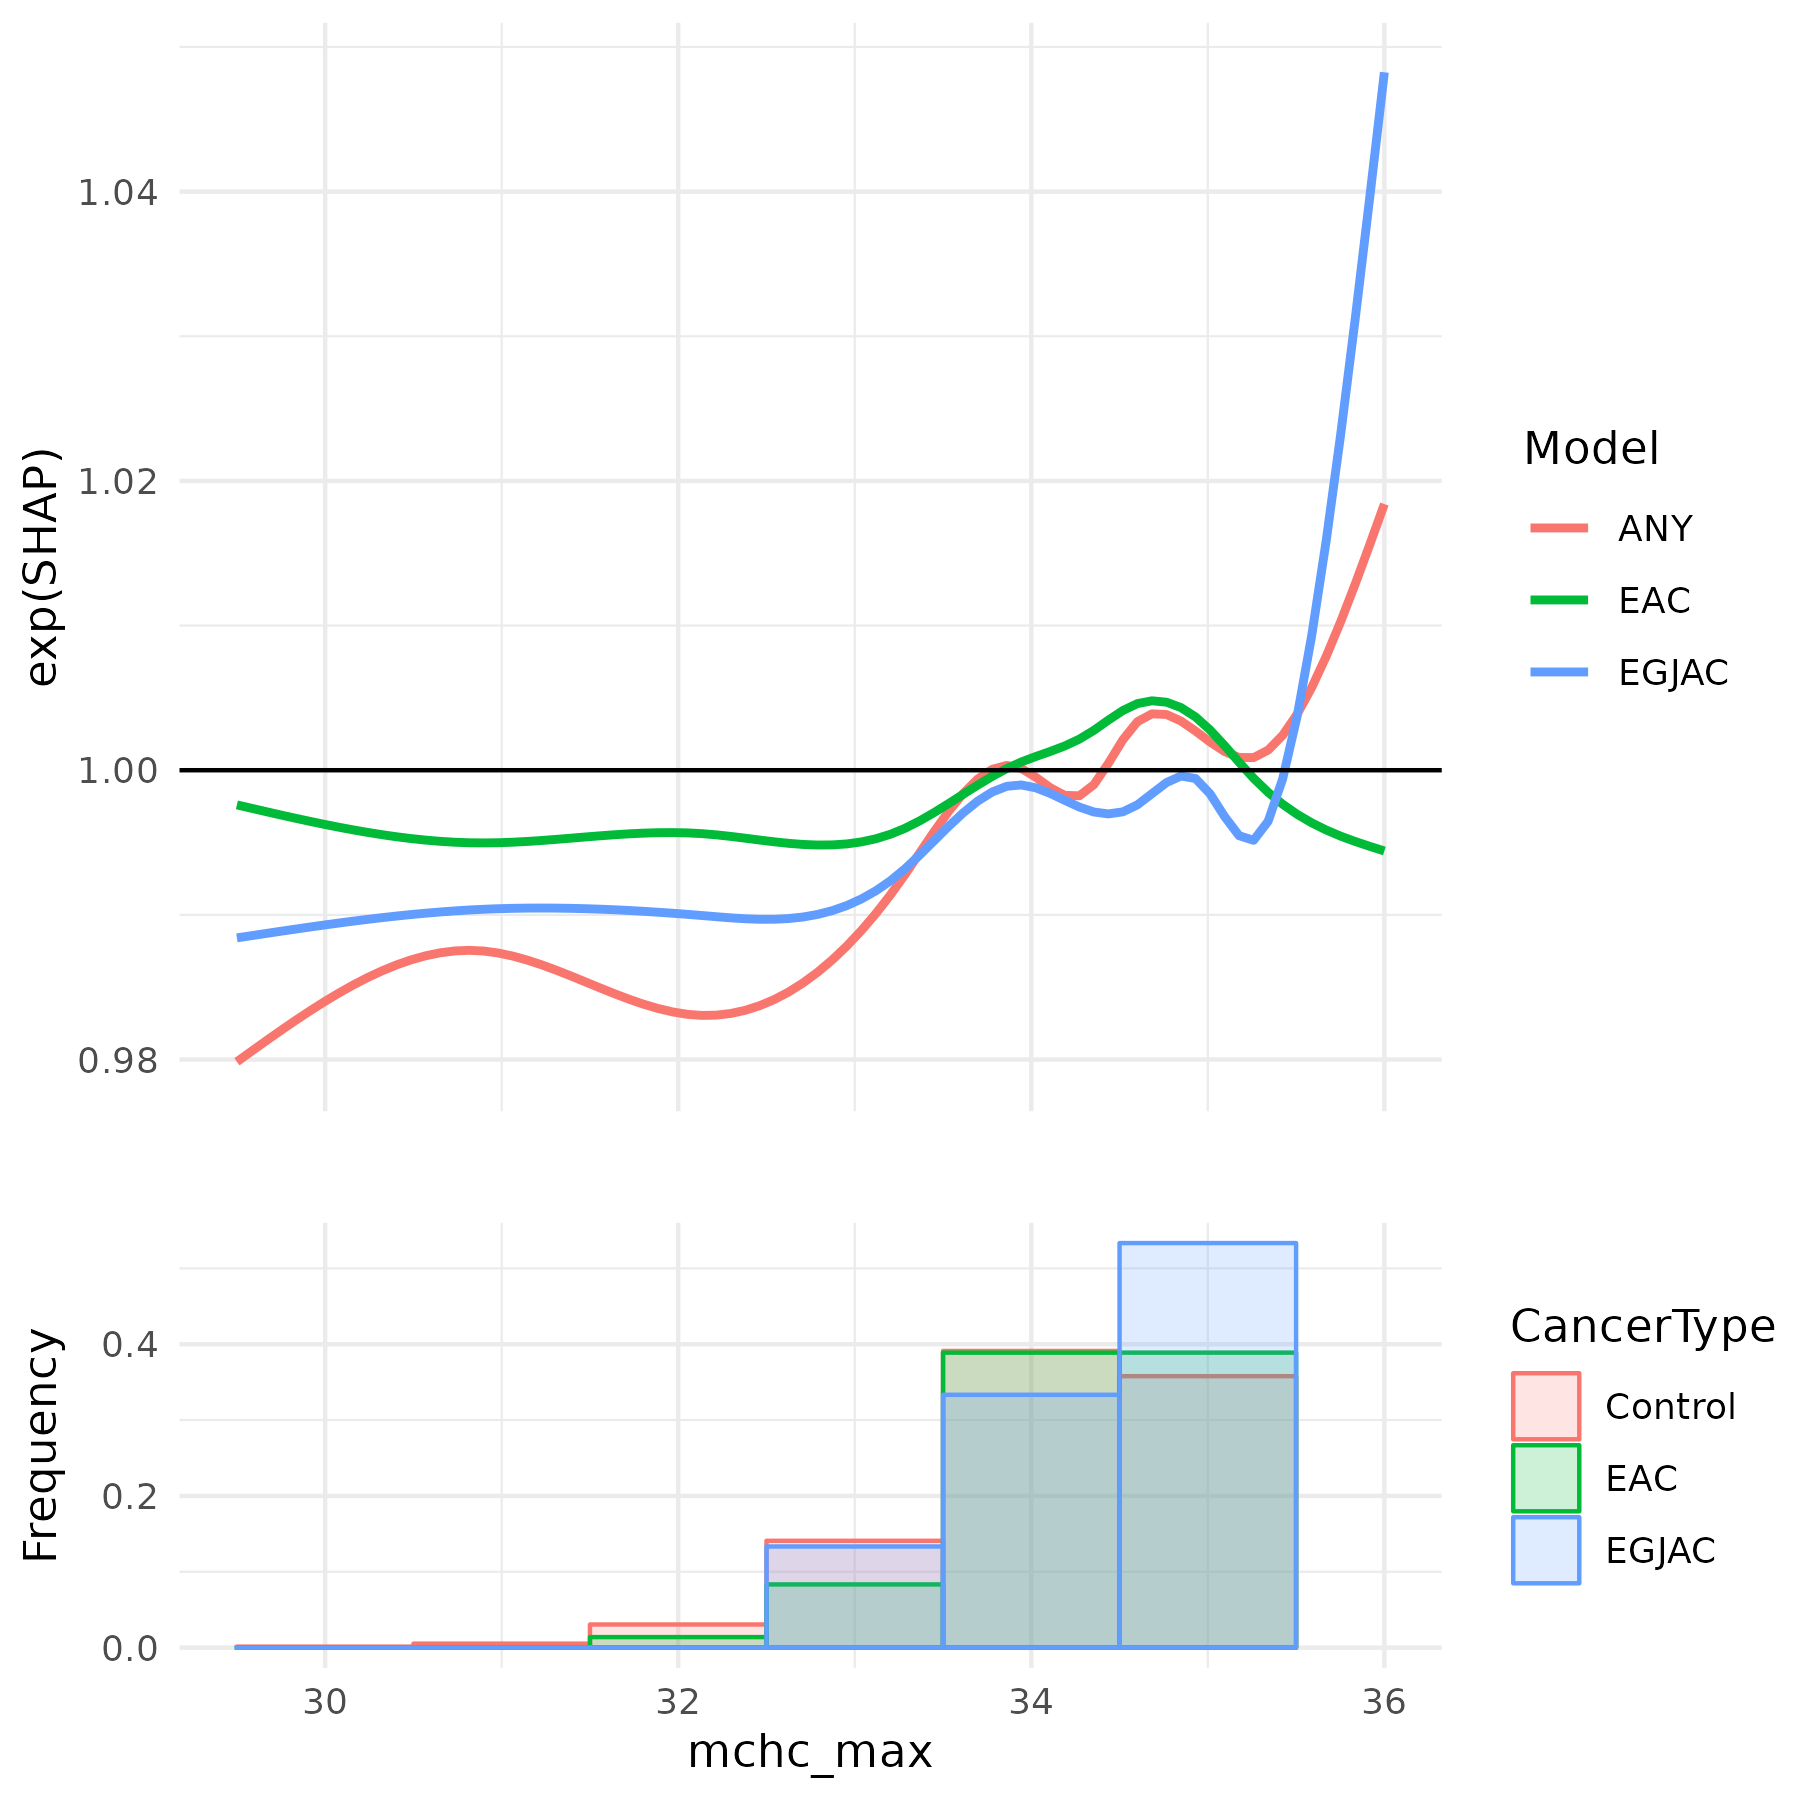 exp(SHAP)
1.04
1.02
1.00
0.98
Model
ANY
EAC
EGJAC
Frequency
0.4
0.2
0.0
30 32 34 36
mchc_max
CancerType
Control
EAC
EGJAC